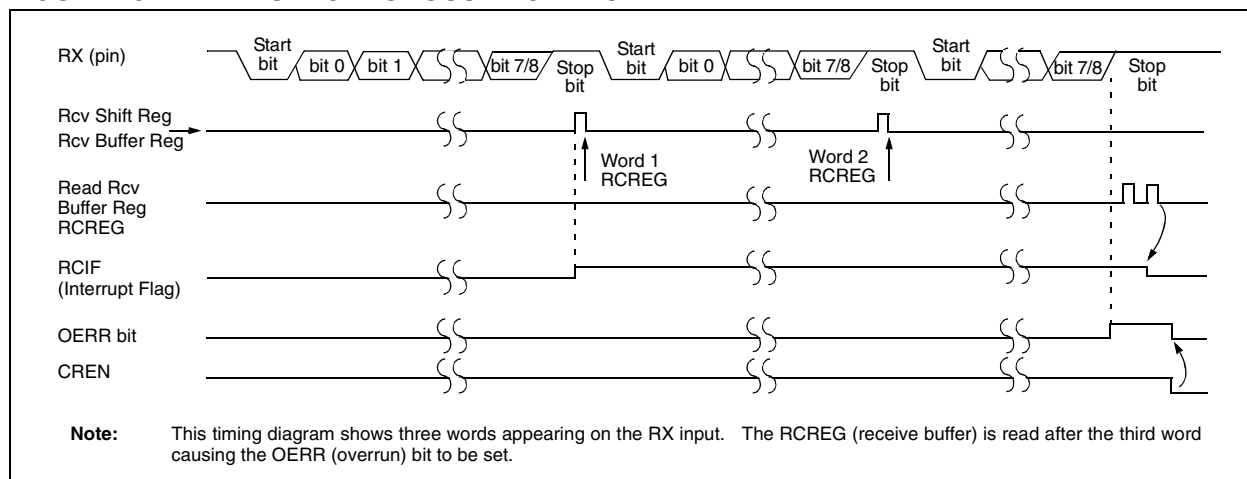 RX (pin)
Start
bit
bit 0
bit 1
bit 7/8
Stop
bit
Start
bit
bit 0
bit 7/8
Stop
bit
Start
bit
bit 7/8
Stop
bit
Rcv Shift Reg
Rcv Buffer Reg
Word 1
RCREG
Word 2
RCREG
Read Rcv
Buffer Reg
RCREG
RCIF
(Interrupt Flag)
OERR bit
CREN
Note: This timing diagram shows three words appearing on the RX input. The RCREG (receive buffer) is read after the third word
causing the OERR (overrun) bit to be set.